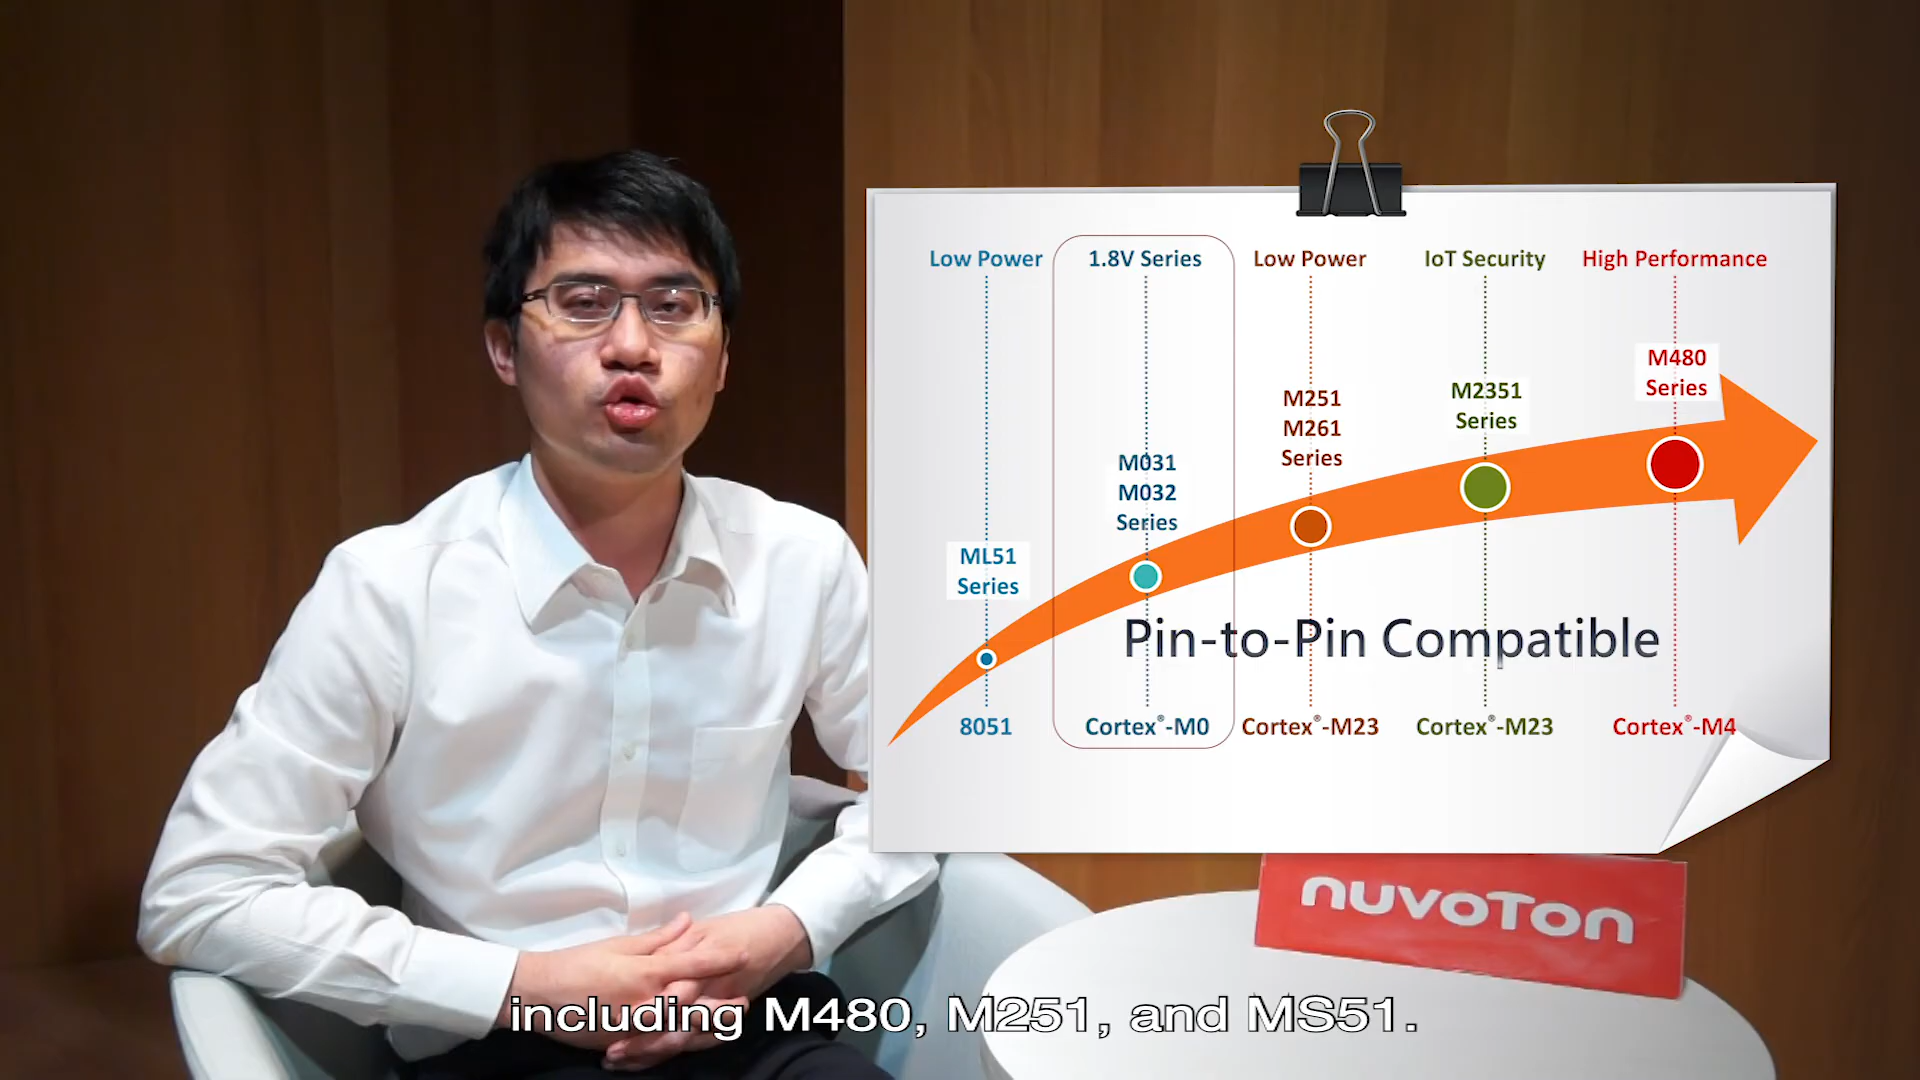 Low Power
1.8V Series
Low Power
IoT Security
High Performance
M480
Series
M2351
Series
M251
M261
Series
M031
M032
Series
ML51
Series
Pin-to-Pin Compatible
8051
Cortex®-M0
Cortex®-M23
Cortex®-M23
Cortex®-M4
nuvoTon
including M480, M251, and MS51.